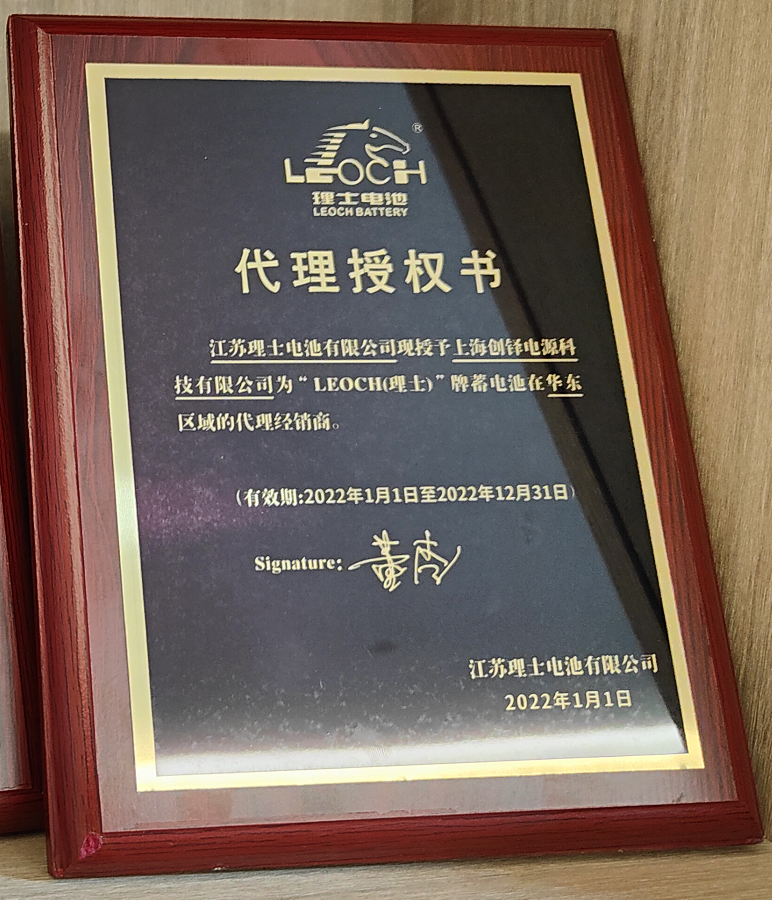 LEOCH®
理士电池
LEOCH BATTERY
代理授权书
江苏理士电池有限公司现授予上海创铎电源科
技有限公司为“LEOCH(理士)”牌蓄电池在华东
区域的代理经销商。
(有效期:2022年1月1日至2022年12月31日)
Signature:
江苏理士电池有限公司
2022年1月1日